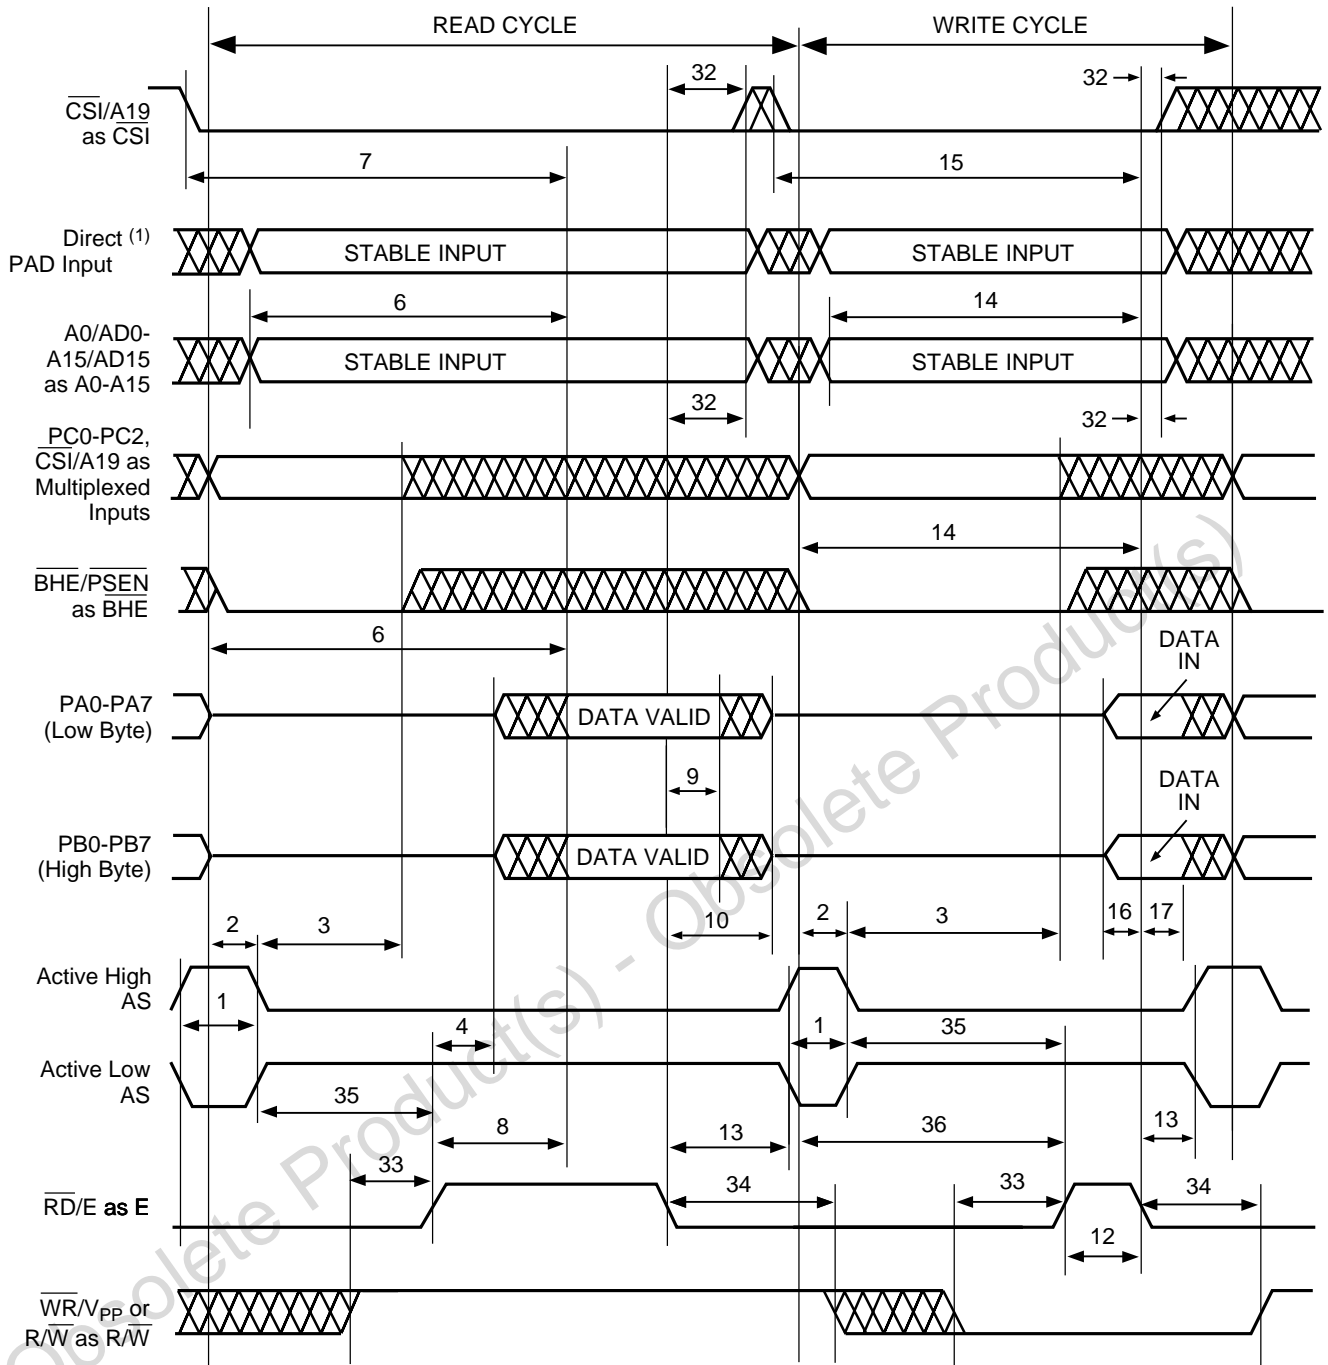 READ CYCLE
WRITE CYCLE
32
32
CSI/A19
as CSI
7
15
Direct (1)
PAD Input
STABLE INPUT
STABLE INPUT
6
14
A0/AD0-
A15/AD15
as A0-A15
STABLE INPUT
STABLE INPUT
32
32
PC0-PC2,
CSI/A19 as
Multiplexed
Inputs
14
BHE/PSEN
as BHE
6
DATA
IN
PA0-PA7
(Low Byte)
DATA VALID
9
DATA
IN
PB0-PB7
(High Byte)
DATA VALID
2
3
10
2
3
16
17
Active High
AS
1
4
1
35
Active Low
AS
35
8
13
36
13
33
34
33
34
RD/E as E
12
WR/VPP or
R/W as R/W
Obsolete Product(s) - Obsolete Product(s)